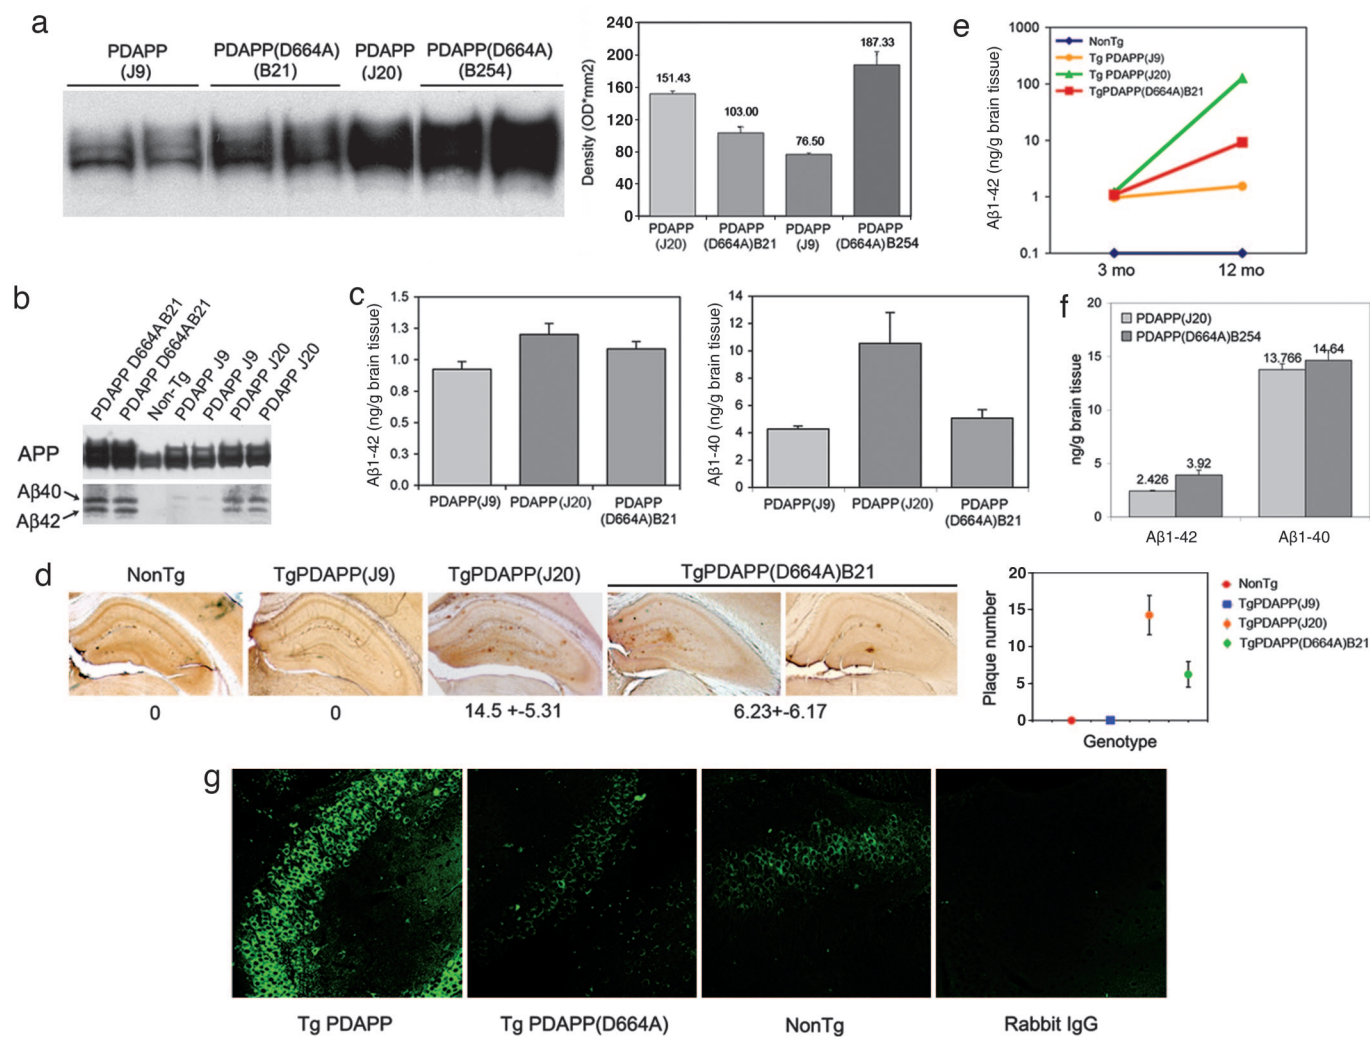 a
PDAPP
(J9)
PDAPP(D664A)
(B21)
PDAPP
(J20)
PDAPP(D664A)
(B254)
Density (OD*mm2)
240
200
160
120
80
40
0
151.43
103.00
76.50
187.33
PDAPP
(J20)
PDAPP
(D664A)B21
PDAPP
(J9)
PDAPP
(D664A)B254
e
Aβ1-42 (ng/g brain tissue)
1000
100
10
1
0.1
NonTg
Tg PDAPP(J9)
Tg PDAPP(J20)
TgPDAPP(D664A)B21
3 mo
12 mo
b
PDAPP D664AB21
PDAPP D664AB21
Non-Tg
PDAPP J9
PDAPP J9
PDAPP J20
PDAPP J20
APP
Aβ40
Aβ42
c
Aβ1-42 (ng/g brain tissue)
1.5
1.3
1.0
0.8
0.5
0.3
0.0
PDAPP(J9)
PDAPP(J20)
PDAPP
(D664A)B21
Aβ1-40 (ng/g brain tissue)
14
12
10
8
6
4
2
0
PDAPP(J9)
PDAPP(J20)
PDAPP
(D664A)B21
f
ng/g brain tissue
20
15
10
5
0
PDAPP(J20)
PDAPP(D664A)B254
2.426
3.92
13.766
14.64
Aβ1-42
Aβ1-40
d
NonTg
TgPDAPP(J9)
TgPDAPP(J20)
TgPDAPP(D664A)B21
0
0
14.5 +-5.31
6.23+-6.17
Plaque number
20
15
10
5
0
Genotype
NonTg
TgPDAPP(J9)
TgPDAPP(J20)
TgPDAPP(D664A)B21
g
Tg PDAPP
Tg PDAPP(D664A)
NonTg
Rabbit IgG